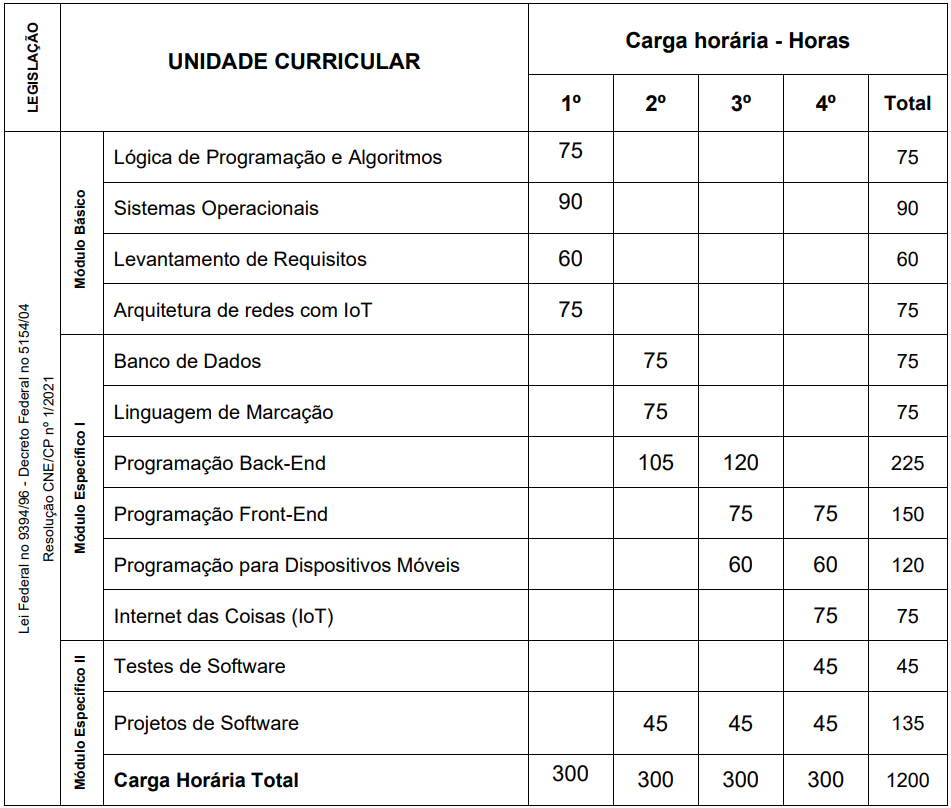 LEGISLAÇÃO
UNIDADE CURRICULAR
Carga horária - Horas
1º 2º 3º 4º Total
Lei Federal no 9394/96 - Decreto Federal no 5154/04
Resolução CNE/CP nº 1/2021
Módulo Básico
Lógica de Programação e Algoritmos 75 75
Sistemas Operacionais 90 90
Levantamento de Requisitos 60 60
Arquitetura de redes com IoT 75 75
Módulo Específico I
Banco de Dados 75 75
Linguagem de Marcação 75 75
Programação Back-End 105 120 225
Programação Front-End 75 75 150
Programação para Dispositivos Móveis 60 60 120
Internet das Coisas (IoT) 75 75
Módulo Específico II
Testes de Software 45 45
Projetos de Software 45 45 45 135
Carga Horária Total 300 300 300 300 1200